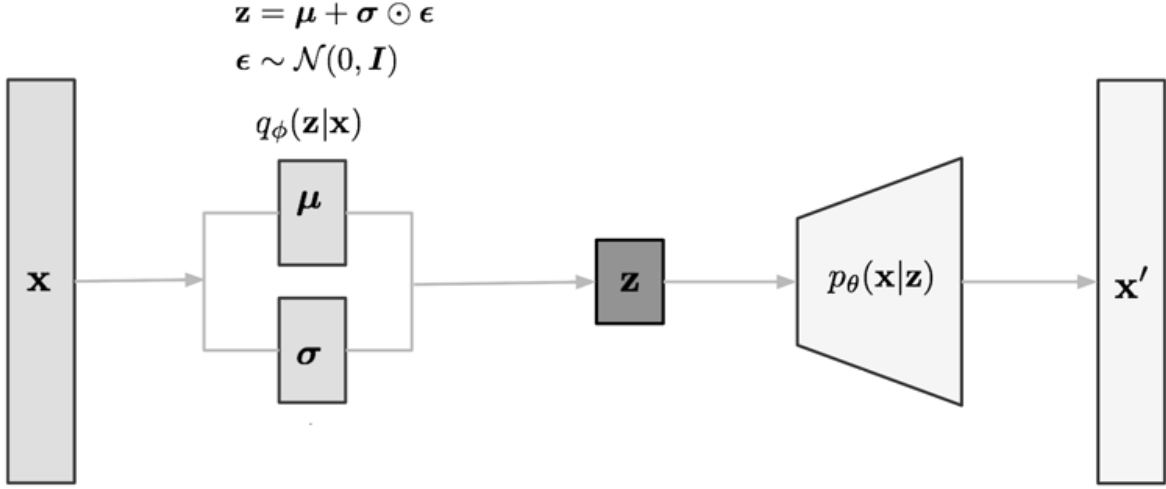 z = μ + σ ⊙ ϵ
ϵ ∼ 𝒩(0, I)
q_ϕ(z|x)
μ
x
z
p_θ(x|z)
x′
σ